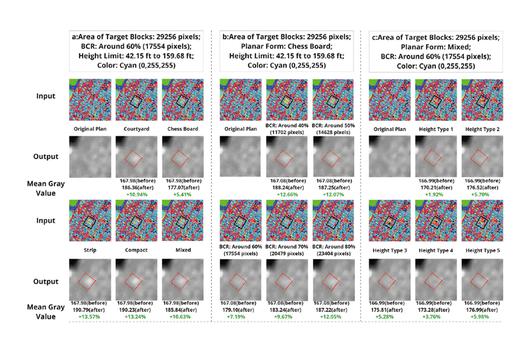 a:Area of Target Blocks: 29256 pixels;
BCR: Around 60% (17554 pixels);
Height Limit: 42.15 ft to 159.68 ft;
Color: Cyan (0,255,255)
b:Area of Target Blocks: 29256 pixels;
Planar Form: Chess Board;
Height Limit: 42.15 ft to 159.68 ft;
Color: Cyan (0,255,255)
c:Area of Target Blocks: 29256 pixels;
Planar Form: Mixed;
BCR: Around 60% (17554 pixels);
Color: Cyan (0,255,255)
Input
Original Plan Courtyard Chess Board
Original Plan BCR: Around 40% BCR: Around 50%
(11702 pixels) (14628 pixels)
Original Plan Height Type 1 Height Type 2
Output
Mean Gray
Value
167.98(before) 167.98(before)
186.36(after) 177.07(after)
+10.94% +5.41%
167.08(before) 167.08(before)
188.24(after) 187.25(after)
+12.66% +12.07%
166.99(before) 166.99(before)
170.21(after) 176.52(after)
+1.92% +5.70%
Input
Strip Compact Mixed
BCR: Around 60% BCR: Around 70% BCR: Around 80%
(17554 pixels) (20479 pixels) (23404 pixels)
Height Type 3 Height Type 4 Height Type 5
Output
Mean Gray
Value
167.98(before) 167.98(before) 167.98(before)
190.79(after) 190.23(after) 185.84(after)
+13.57% +13.24% +10.63%
167.08(before) 167.08(before) 167.08(before)
179.10(after) 183.24(after) 187.22(after)
+7.19% +9.67% +12.05%
166.99(before) 166.99(before) 166.99(before)
175.81(after) 173.28(after) 176.99(after)
+5.28% +3.76% +5.98%